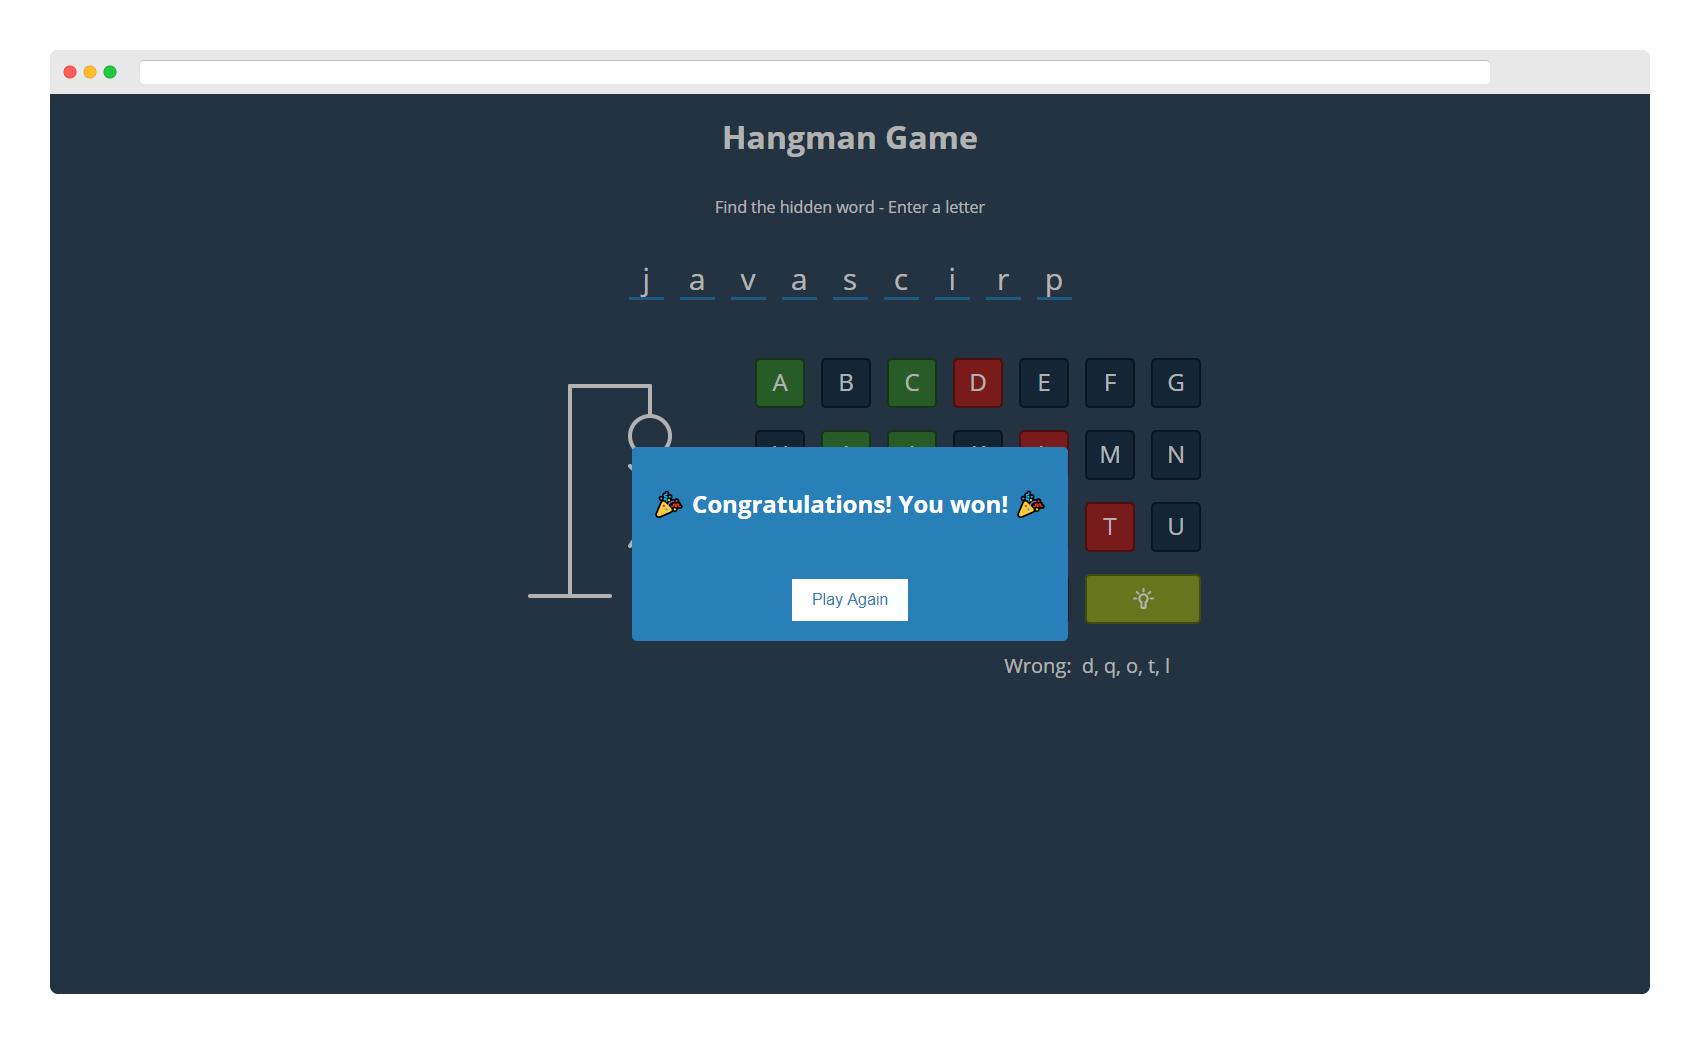 Hangman Game
Find the hidden word - Enter a letter
j a v a s c i r p
A B C D E F G
M N
🎉 Congratulations! You won! 🎉
T U
Play Again
Wrong: d, q, o, t, l